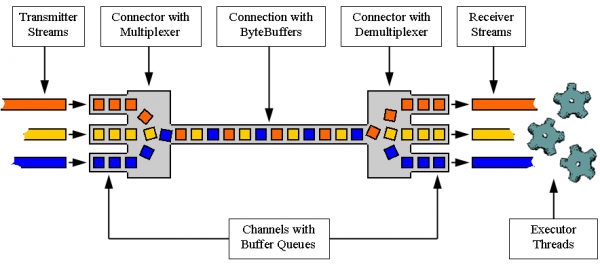 Transmitter
Streams
Connector with
Multiplexer
Connection with
ByteBuffers
Connector with
Demultiplexer
Receiver
Streams
Channels with
Buffer Queues
Executor
Threads